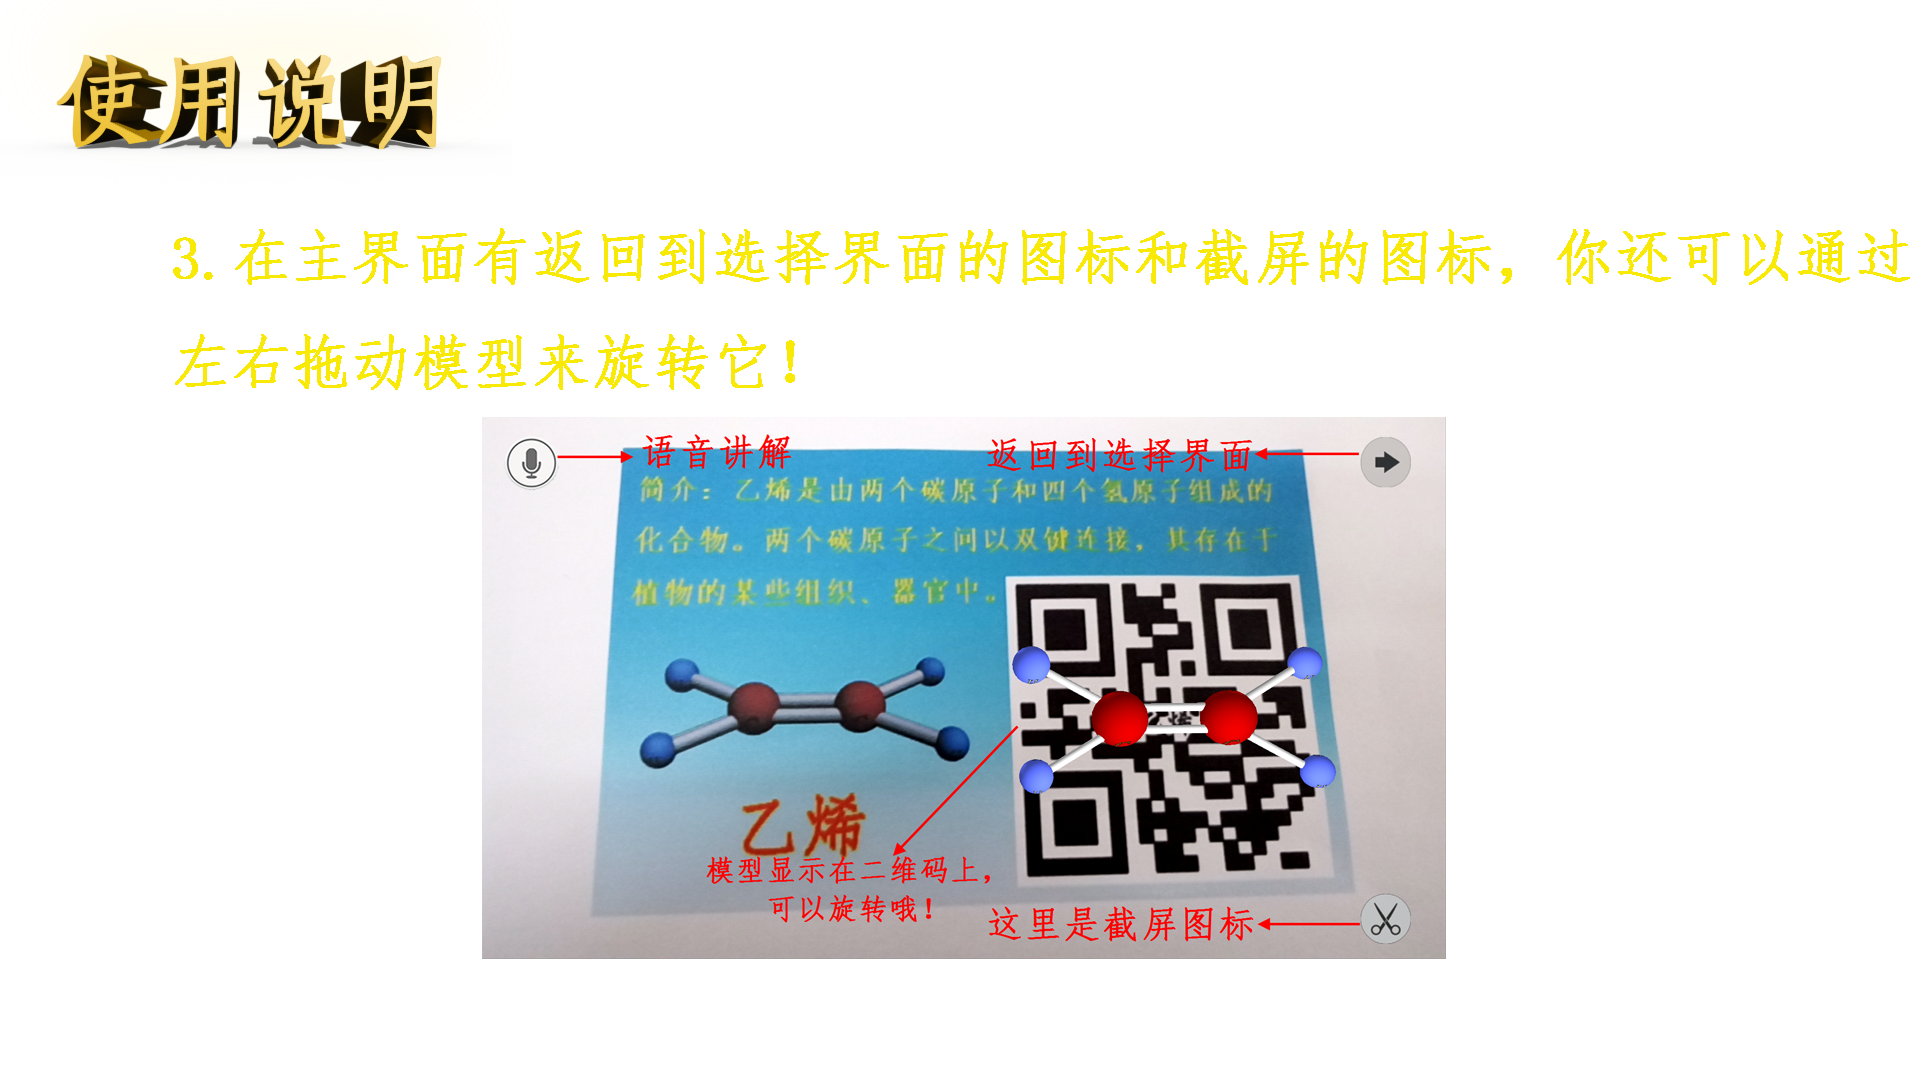 使用说明
3.在主界面有返回到选择界面的图标和截屏的图标，你还可以通过
左右拖动模型来旋转它！
语音讲解
返回到选择界面
简介：乙烯是由两个碳原子和四个氢原子组成的
化合物。两个碳原子之间以双键连接，其存在于
植物的某些组织、器官中。
乙烯
模型显示在二维码上，
可以旋转哦！
这里是截屏图标